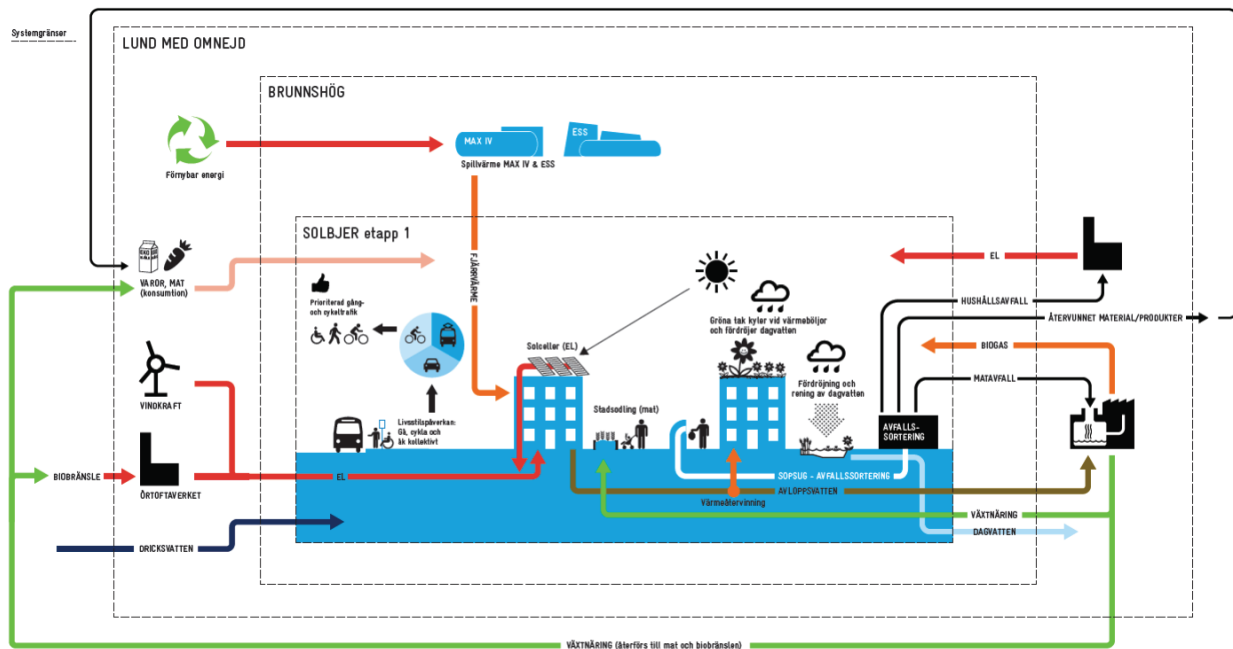 Systemgränser
LUND MED OMNEJD
BRUNNSHÖG
Förnybar energi
MAX IV
ESS
Spillvärme MAX IV & ESS
SOLBJER etapp 1
VAROR, MAT
(konsumtion)
FJÄRRVÄRME
Prioriterad gång-
och cykeltrafik
Gröna tak kyler vid värmeböljor
och fördröjer dagvatten
EL
HUSHÅLLSAVFALL
ÅTERVUNNET MATERIAL/PRODUKTER
Solceller (EL)
BIOGAS
Fördröjning och
rening av dagvatten
MATAVFALL
VINDKRAFT
Livsstilspåverkan:
Gå, cykla och
åk kollektivt
Stadsodling (mat)
AVFALLS-
SORTERING
BIOBRÄNSLE
ÖRTOFTAVERKET
EL
SOPSUG - AVFALLSSORTERING
AVLOPPSVATTEN
Värmeåtervinning
VÄXTNÄRING
DAGVATTEN
DRICKSVATTEN
VÄXTNÄRING (återförs till mat och biobränslen)